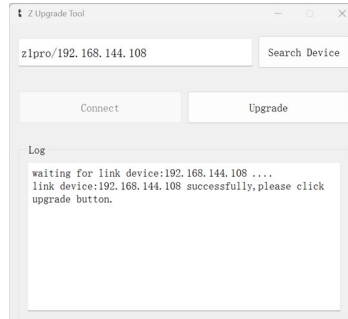 Z Upgrade Tool
z1pro/192.168.144.108
Search Device
Connect
Upgrade
Log
waiting for link device:192.168.144.108 ....
link device:192.168.144.108 successfully,please click
upgrade button.